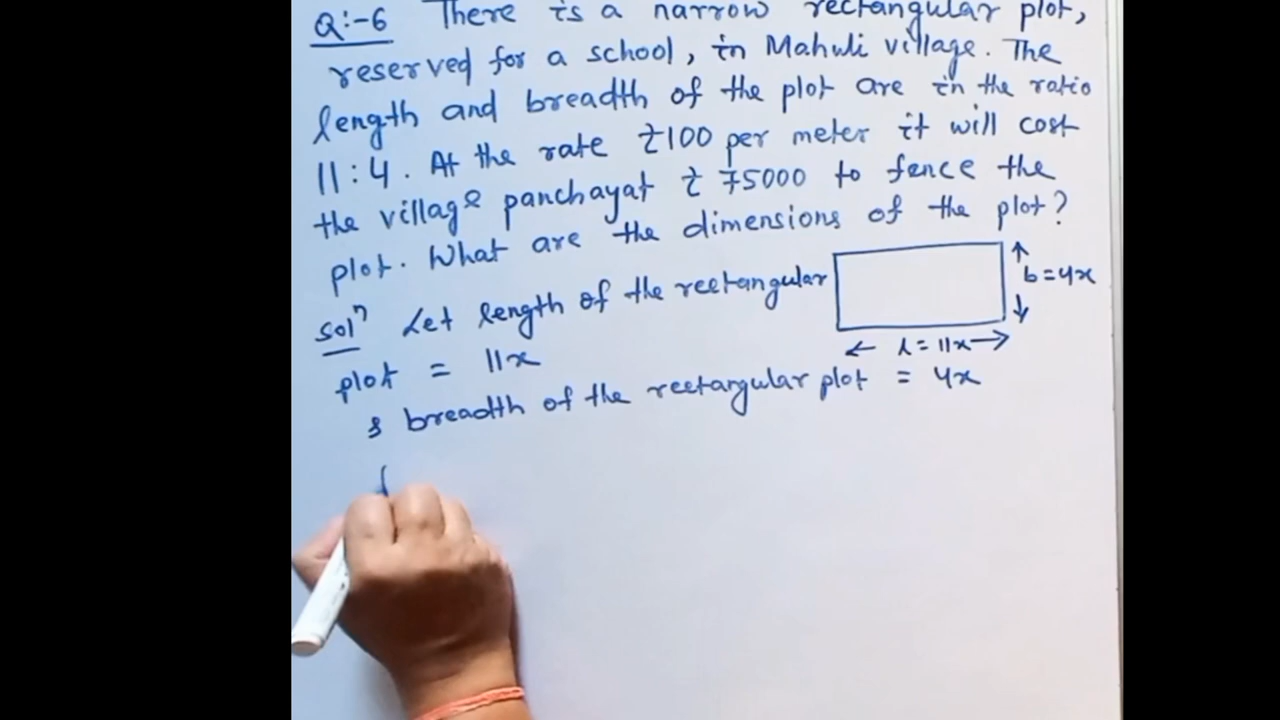 Q:-6 There is a narrow rectangular plot,
reserved for a school, in Mahuli village. The
length and breadth of the plot are in the ratio
11:4. At the rate ₹100 per meter it will cost
the village panchayat ₹ 75000 to fence the
plot. What are the dimensions of the plot?
Solⁿ Let length of the rectangular
plot = 11x
& breadth of the rectangular plot = 4x
b=4x
l=11x